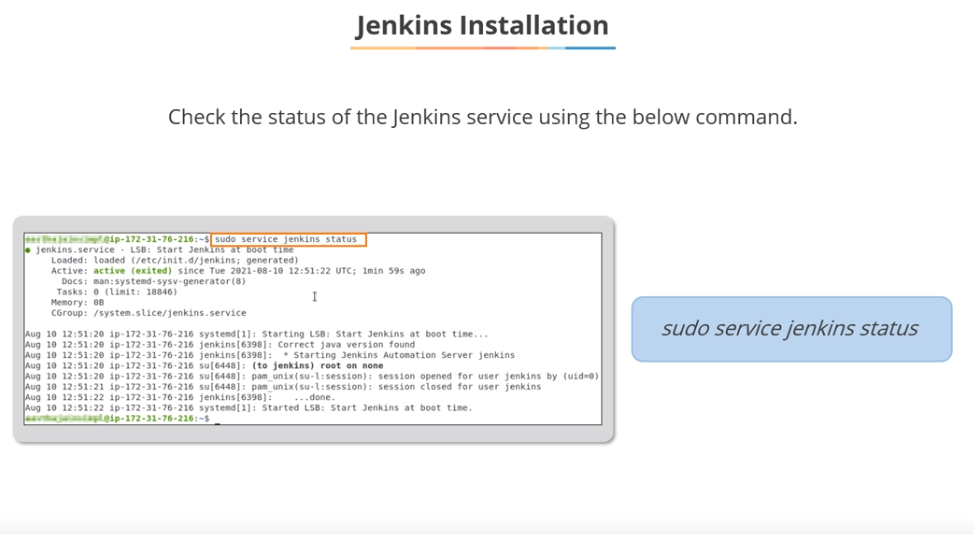 Jenkins Installation
Check the status of the Jenkins service using the below command.
@ip-172-31-76-216:~$ sudo service jenkins status
● jenkins.service - LSB: Start Jenkins at boot time
Loaded: loaded (/etc/init.d/jenkins; generated)
Active: active (exited) since Tue 2021-08-10 12:51:22 UTC; 1min 59s ago
Docs: man:systemd-sysv-generator(8)
Tasks: 0 (limit: 18846)
Memory: 0B
CGroup: /system.slice/jenkins.service
Aug 10 12:51:20 ip-172-31-76-216 systemd[1]: Starting LSB: Start Jenkins at boot time...
Aug 10 12:51:20 ip-172-31-76-216 jenkins[6398]: Correct java version found
Aug 10 12:51:20 ip-172-31-76-216 jenkins[6398]:  * Starting Jenkins Automation Server jenkins
Aug 10 12:51:20 ip-172-31-76-216 su[6448]: (to jenkins) root on none
Aug 10 12:51:20 ip-172-31-76-216 su[6448]: pam_unix(su-l:session): session opened for user jenkins by (uid=0)
Aug 10 12:51:21 ip-172-31-76-216 su[6448]: pam_unix(su-l:session): session closed for user jenkins
Aug 10 12:51:22 ip-172-31-76-216 jenkins[6398]:    ...done.
Aug 10 12:51:22 ip-172-31-76-216 systemd[1]: Started LSB: Start Jenkins at boot time.
@ip-172-31-76-216:~$ _
sudo service jenkins status